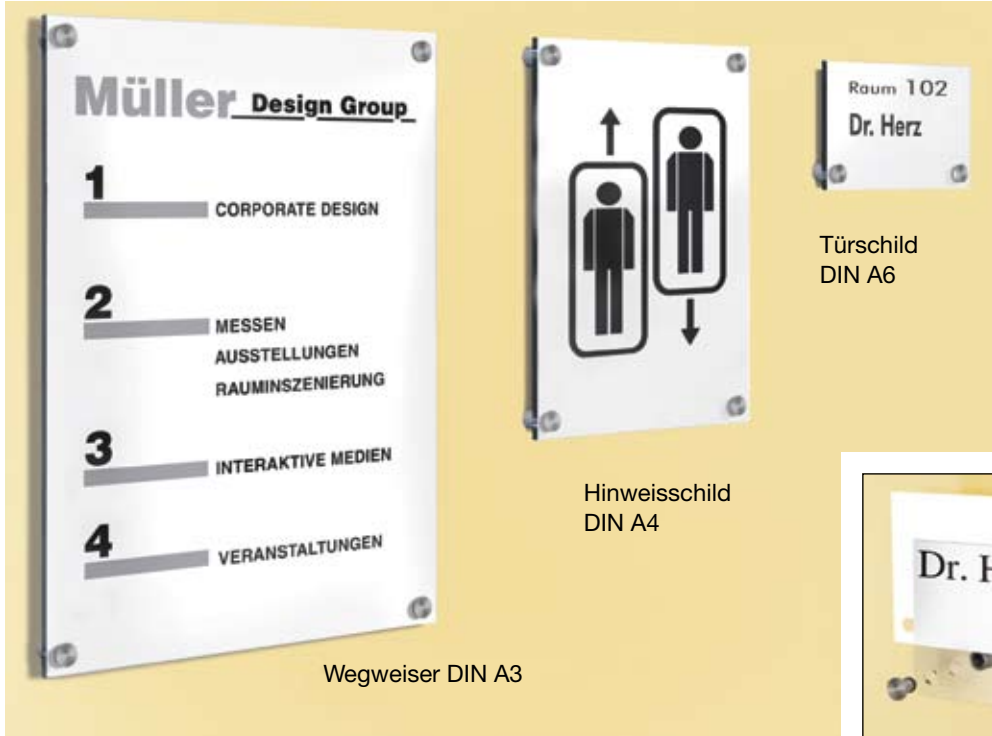 Müller Design Group
1
CORPORATE DESIGN
2
MESSEN
AUSSTELLUNGEN
RAUMINSZENIERUNG
3
INTERAKTIVE MEDIEN
4
VERANSTALTUNGEN
Wegweiser DIN A3
Hinweisschild
DIN A4
Raum 102
Dr. Herz
Türschild
DIN A6
Dr. H